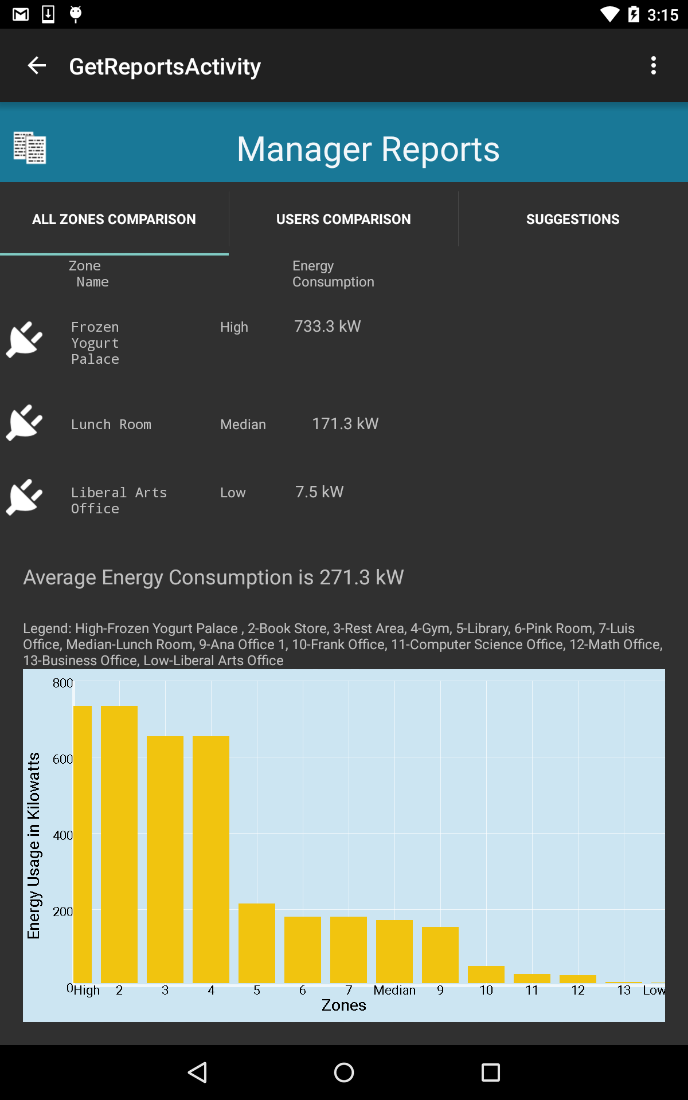 3:15
GetReportsActivity
Manager Reports
ALL ZONES COMPARISON
USERS COMPARISON
SUGGESTIONS
Zone
Name
Energy
Consumption
Frozen
Yogurt
Palace
High
733.3 kW
Lunch Room
Median
171.3 kW
Liberal Arts
Office
Low
7.5 kW
Average Energy Consumption is 271.3 kW
Legend: High-Frozen Yogurt Palace , 2-Book Store, 3-Rest Area, 4-Gym, 5-Library, 6-Pink Room, 7-Luis
Office, Median-Lunch Room, 9-Ana Office 1, 10-Frank Office, 11-Computer Science Office, 12-Math Office,
13-Business Office, Low-Liberal Arts Office
Energy Usage in Kilowatts
800
600
400
200
0
High 2 3 4 5 6 7 Median 9 10 11 12 13 Low
Zones